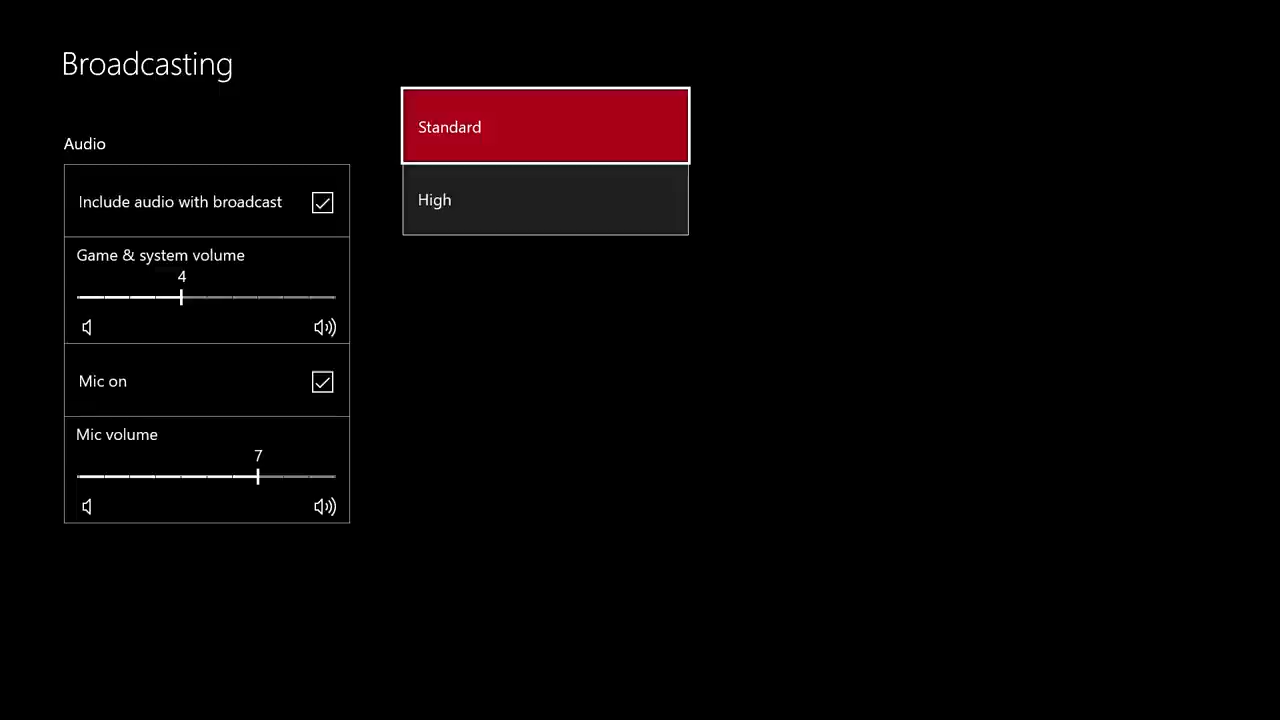 Broadcasting
Audio
Include audio with broadcast
Game & system volume
4
Mic on
Mic volume
7
Standard
High